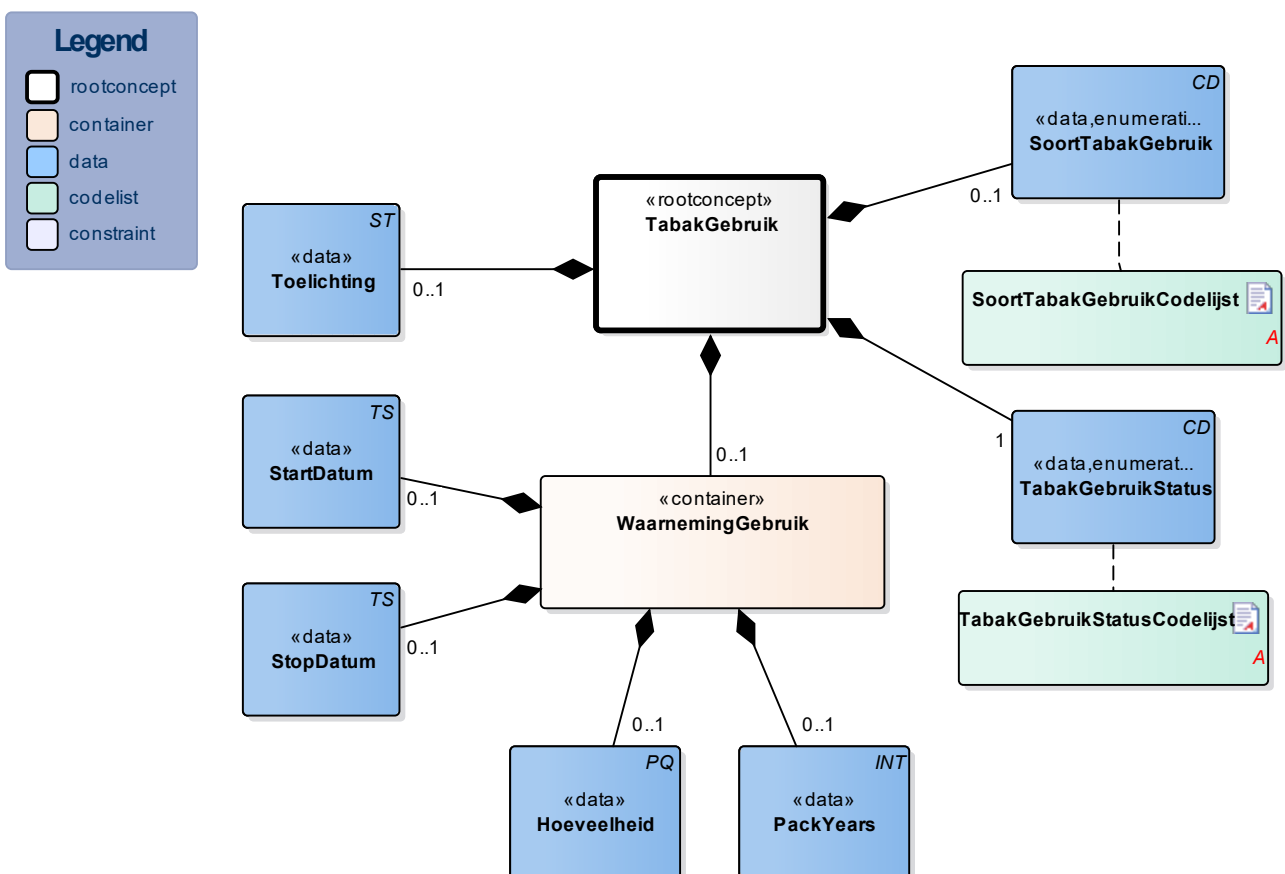 Legend
rootconcept
container
data
codelist
constraint
CD
«data,enumerati...
SoortTabakGebruik
0..1
SoortTabakGebruikCodelijst
A
«rootconcept»
TabakGebruik
ST
«data»
Toelichting
0..1
CD
«data,enumerat...
TabakGebruikStatus
1
TabakGebruikStatusCodelijst
A
0..1
«container»
WaarnemingGebruik
TS
«data»
StartDatum
0..1
TS
«data»
StopDatum
0..1
0..1
PQ
«data»
Hoeveelheid
0..1
INT
«data»
PackYears